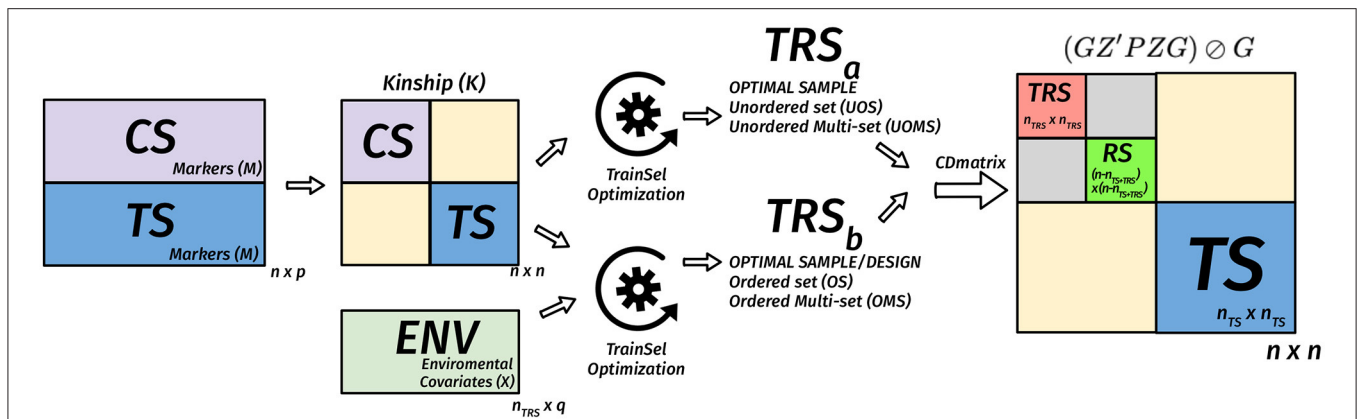 CS
Markers (M)
TS
Markers (M)
n x p
Kinship (K)
CS
TS
n x n
ENV
Enviromental
Covariates (X)
n_TRS x q
TrainSel
Optimization
TrainSel
Optimization
TRS_a
OPTIMAL SAMPLE
Unordered set (UOS)
Unordered Multi-set (UOMS)
TRS_b
OPTIMAL SAMPLE/DESIGN
Ordered set (OS)
Ordered Multi-set (OMS)
CDmatrix
(GZ′PZG) ⊘ G
TRS
n_TRS x n_TRS
RS
(n-n_TS+TRS)
x(n-n_TS+TRS)
TS
n_TS x n_TS
n x n